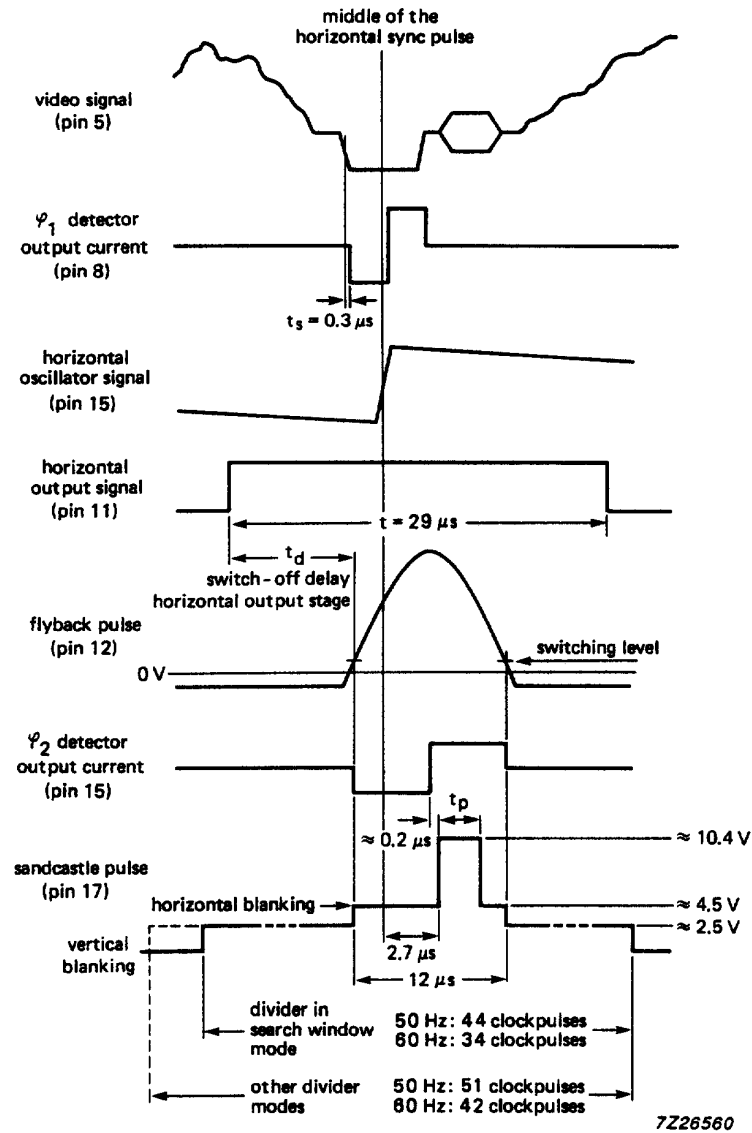 middle of the
horizontal sync pulse
video signal
(pin 5)
φ1 detector
output current
(pin 8)
ts = 0.3 μs
horizontal
oscillator signal
(pin 15)
horizontal
output signal
(pin 11)
t = 29 μs
td
switch-off delay
horizontal output stage
flyback pulse
(pin 12)
switching level
0 V
φ2 detector
output current
(pin 15)
tp
≈ 0.2 μs
≈ 10.4 V
sandcastle pulse
(pin 17)
horizontal blanking
≈ 4.5 V
≈ 2.5 V
vertical
blanking
2.7 μs
12 μs
divider in
search window
mode
50 Hz: 44 clockpulses
60 Hz: 34 clockpulses
other divider
modes
50 Hz: 51 clockpulses
60 Hz: 42 clockpulses
7Z26560